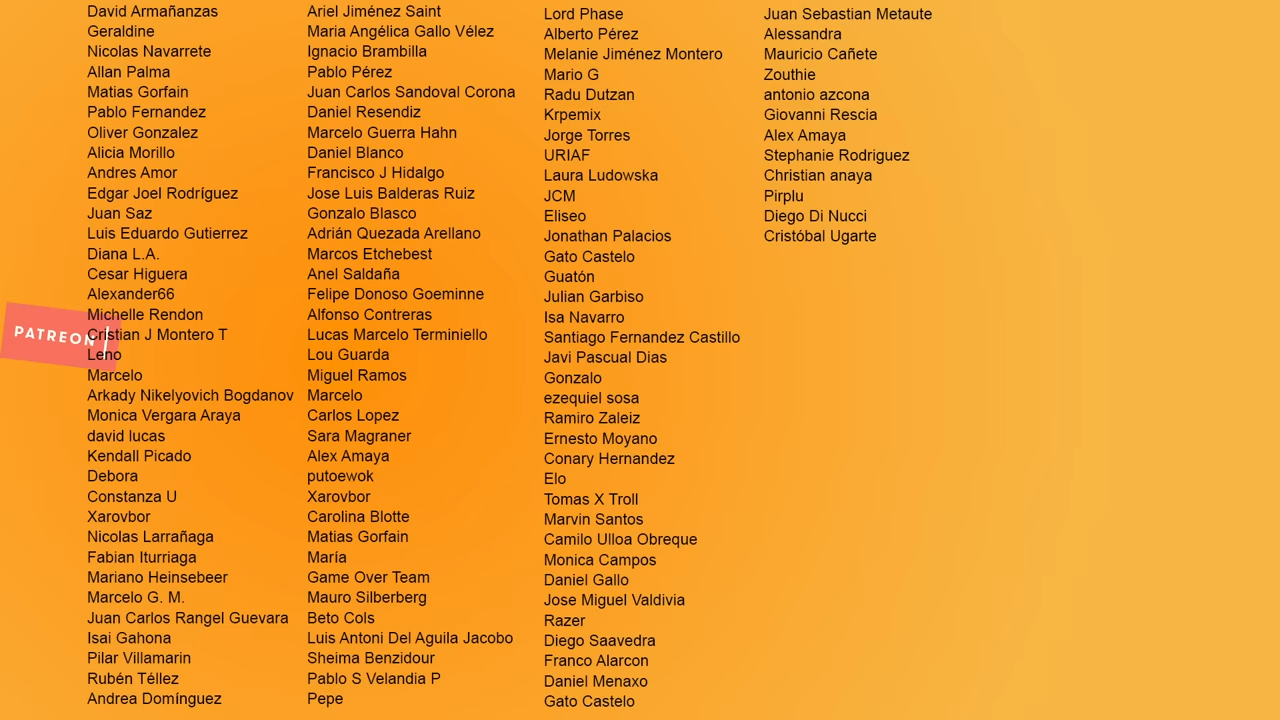 David Armañanzas
Geraldine
Nicolas Navarrete
Allan Palma
Matias Gorfain
Pablo Fernandez
Oliver Gonzalez
Alicia Morillo
Andres Amor
Edgar Joel Rodríguez
Juan Saz
Luis Eduardo Gutierrez
Diana L.A.
Cesar Higuera
Alexander66
Michelle Rendon
Cristian J Montero T
Leño
Marcelo
Arkady Nikelyovich Bogdanov
Monica Vergara Araya
david lucas
Kendall Picado
Debora
Constanza U
Xarovbor
Nicolas Larrañaga
Fabian Iturriaga
Mariano Heinsebeer
Marcelo G. M.
Juan Carlos Rangel Guevara
Isai Gahona
Pilar Villamarin
Rubén Téllez
Andrea Domínguez
PATREON
Ariel Jiménez Saint
Maria Angélica Gallo Vélez
Ignacio Brambilla
Pablo Pérez
Juan Carlos Sandoval Corona
Daniel Resendiz
Marcelo Guerra Hahn
Daniel Blanco
Francisco J Hidalgo
Jose Luis Balderas Ruiz
Gonzalo Blasco
Adrián Quezada Arellano
Marcos Etchebest
Anel Saldaña
Felipe Donoso Goeminne
Alfonso Contreras
Lucas Marcelo Terminiello
Lou Guarda
Miguel Ramos
Marcelo
Carlos Lopez
Sara Magraner
Alex Amaya
putoewok
Xarovbor
Carolina Blotte
Matias Gorfain
María
Game Over Team
Mauro Silberberg
Beto Cols
Luis Antoni Del Aguila Jacobo
Sheima Benzidour
Pablo S Velandia P
Pepe
Lord Phase
Alberto Pérez
Melanie Jiménez Montero
Mario G
Radu Dutzan
Krpemix
Jorge Torres
URIAF
Laura Ludowska
JCM
Eliseo
Jonathan Palacios
Gato Castelo
Guatón
Julian Garbiso
Isa Navarro
Santiago Fernandez Castillo
Javi Pascual Dias
Gonzalo
ezequiel sosa
Ramiro Zaleiz
Ernesto Moyano
Conary Hernandez
Elo
Tomas X Troll
Marvin Santos
Camilo Ulloa Obreque
Monica Campos
Daniel Gallo
Jose Miguel Valdivia
Razer
Diego Saavedra
Franco Alarcon
Daniel Menaxo
Gato Castelo
Juan Sebastian Metaute
Alessandra
Mauricio Cañete
Zouthie
antonio azcona
Giovanni Rescia
Alex Amaya
Stephanie Rodriguez
Christian anaya
Pirplu
Diego Di Nucci
Cristóbal Ugarte